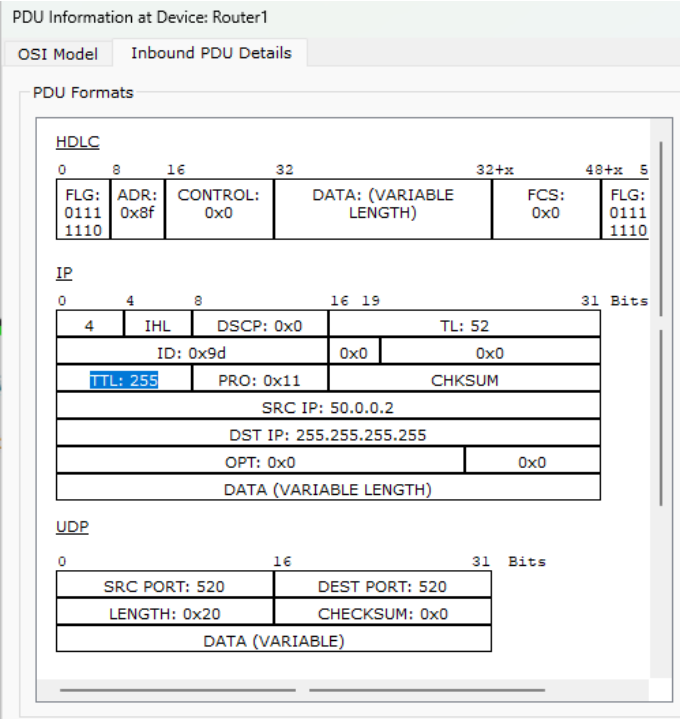 PDU Information at Device: Router1
OSI Model Inbound PDU Details
PDU Formats
HDLC
0 8 16 32 32+x 48+x 5
FLG: 0111 1110 ADR: 0x8f CONTROL: 0x0 DATA: (VARIABLE LENGTH) FCS: 0x0 FLG: 0111 1110
IP
0 4 8 16 19 31 Bits
4 IHL DSCP: 0x0 TL: 52
ID: 0x9d 0x0 0x0
TTL: 255 PRO: 0x11 CHKSUM
SRC IP: 50.0.0.2
DST IP: 255.255.255.255
OPT: 0x0 0x0
DATA (VARIABLE LENGTH)
UDP
0 16 31 Bits
SRC PORT: 520 DEST PORT: 520
LENGTH: 0x20 CHECKSUM: 0x0
DATA (VARIABLE)